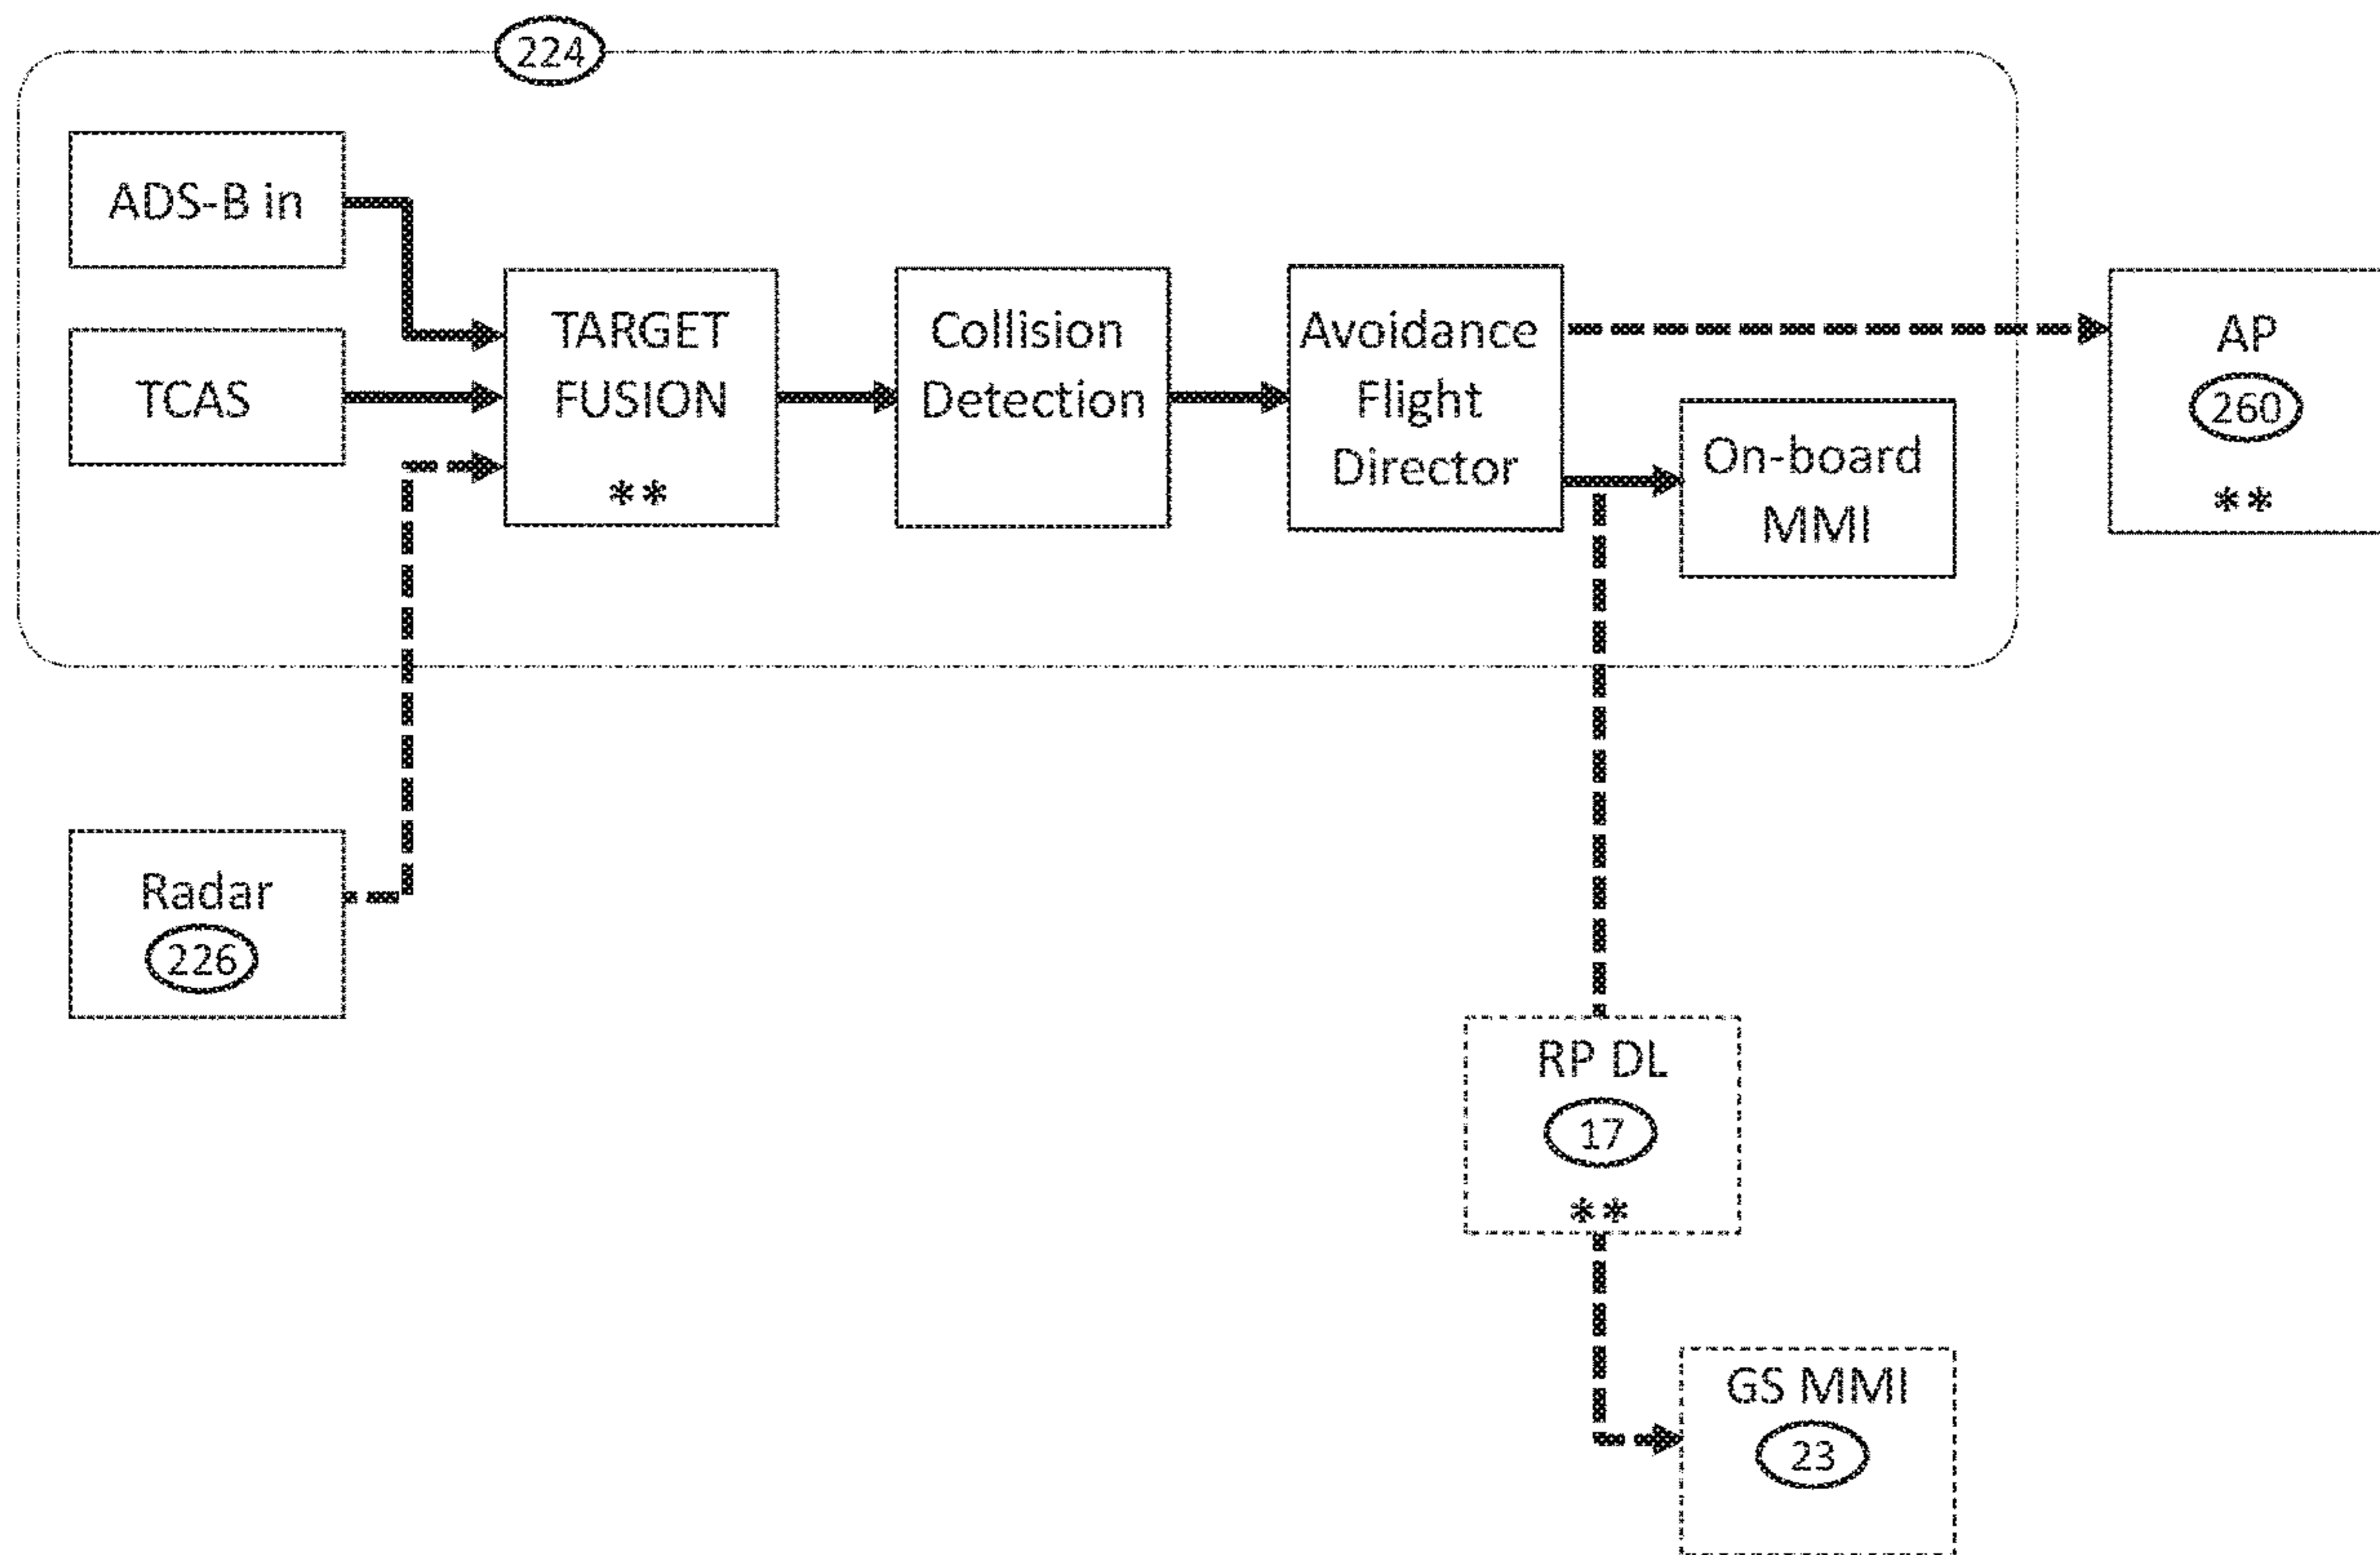 224
ADS-B in
TCAS
TARGET
FUSION
**
Collision
Detection
Avoidance
Flight
Director
On-board
MMI
AP
260
**
Radar
226
RP DL
17
**
GS MMI
23